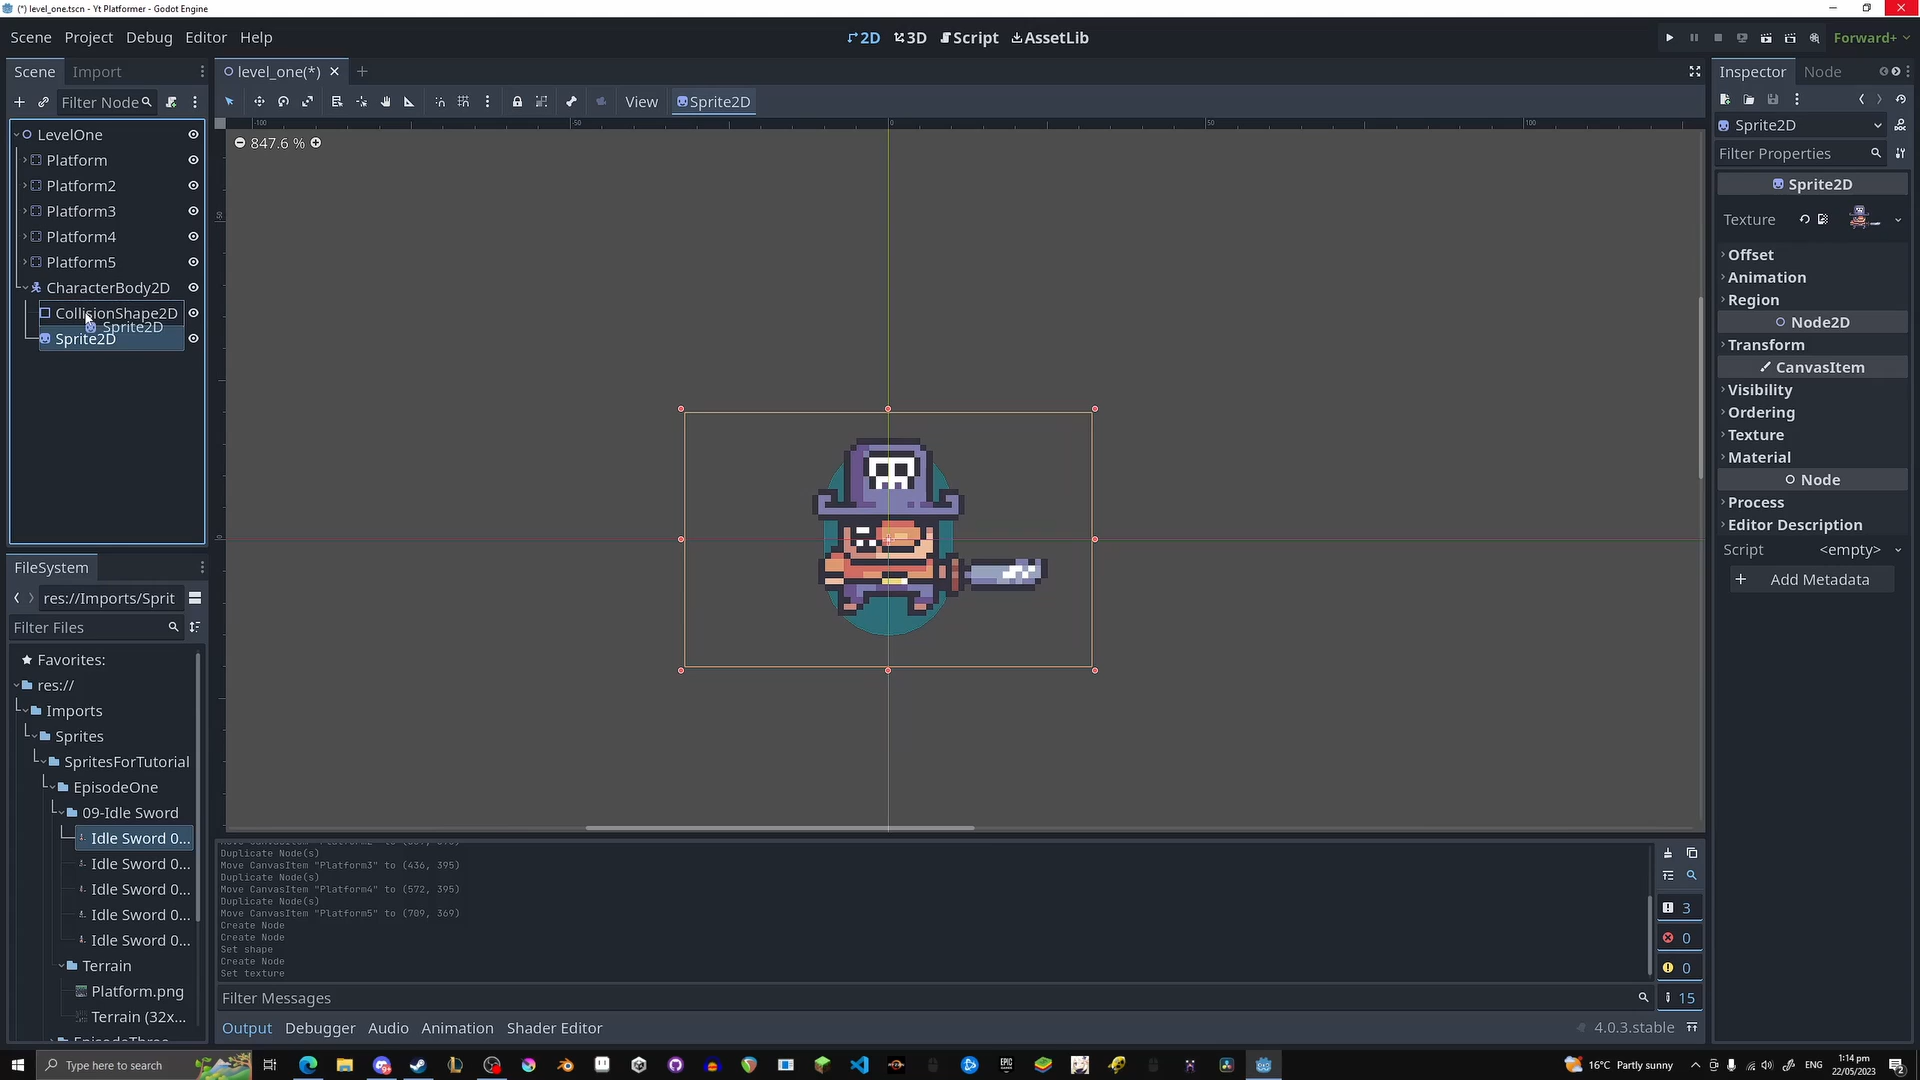 (*) level_one.tscn - Yt Platformer - Godot Engine
Scene Project Debug Editor Help
2D 3D Script AssetLib
Forward+
Scene Import
level_one(*)
Inspector Node
Filter Node
View
Sprite2D
LevelOne
Platform
Platform2
Platform3
Platform4
Platform5
CharacterBody2D
CollisionShape2D
Sprite2D
Sprite2D
-100 -50 0 50 100
847.6 %
Sprite2D
Filter Properties
Sprite2D
Texture
Offset
Animation
Region
Node2D
Transform
CanvasItem
Visibility
Ordering
Texture
Material
Node
Process
Editor Description
Script <empty>
Add Metadata
FileSystem
res://Imports/Sprit
Filter Files
Favorites:
res://
Imports
Sprites
SpritesForTutorial
EpisodeOne
09-Idle Sword
Idle Sword 0...
Idle Sword 0...
Idle Sword 0...
Idle Sword 0...
Idle Sword 0...
Terrain
Platform.png
Terrain (32x...
Duplicate Node(s)
Move CanvasItem "Platform3" to (436, 395)
Duplicate Node(s)
Move CanvasItem "Platform4" to (572, 395)
Duplicate Node(s)
Move CanvasItem "Platform5" to (709, 369)
Create Node
Create Node
Set shape
Create Node
Set texture
3
0
0
15
Filter Messages
Output Debugger Audio Animation Shader Editor
4.0.3.stable
Type here to search
16°C Partly sunny
ENG
1:14 pm
22/05/2023